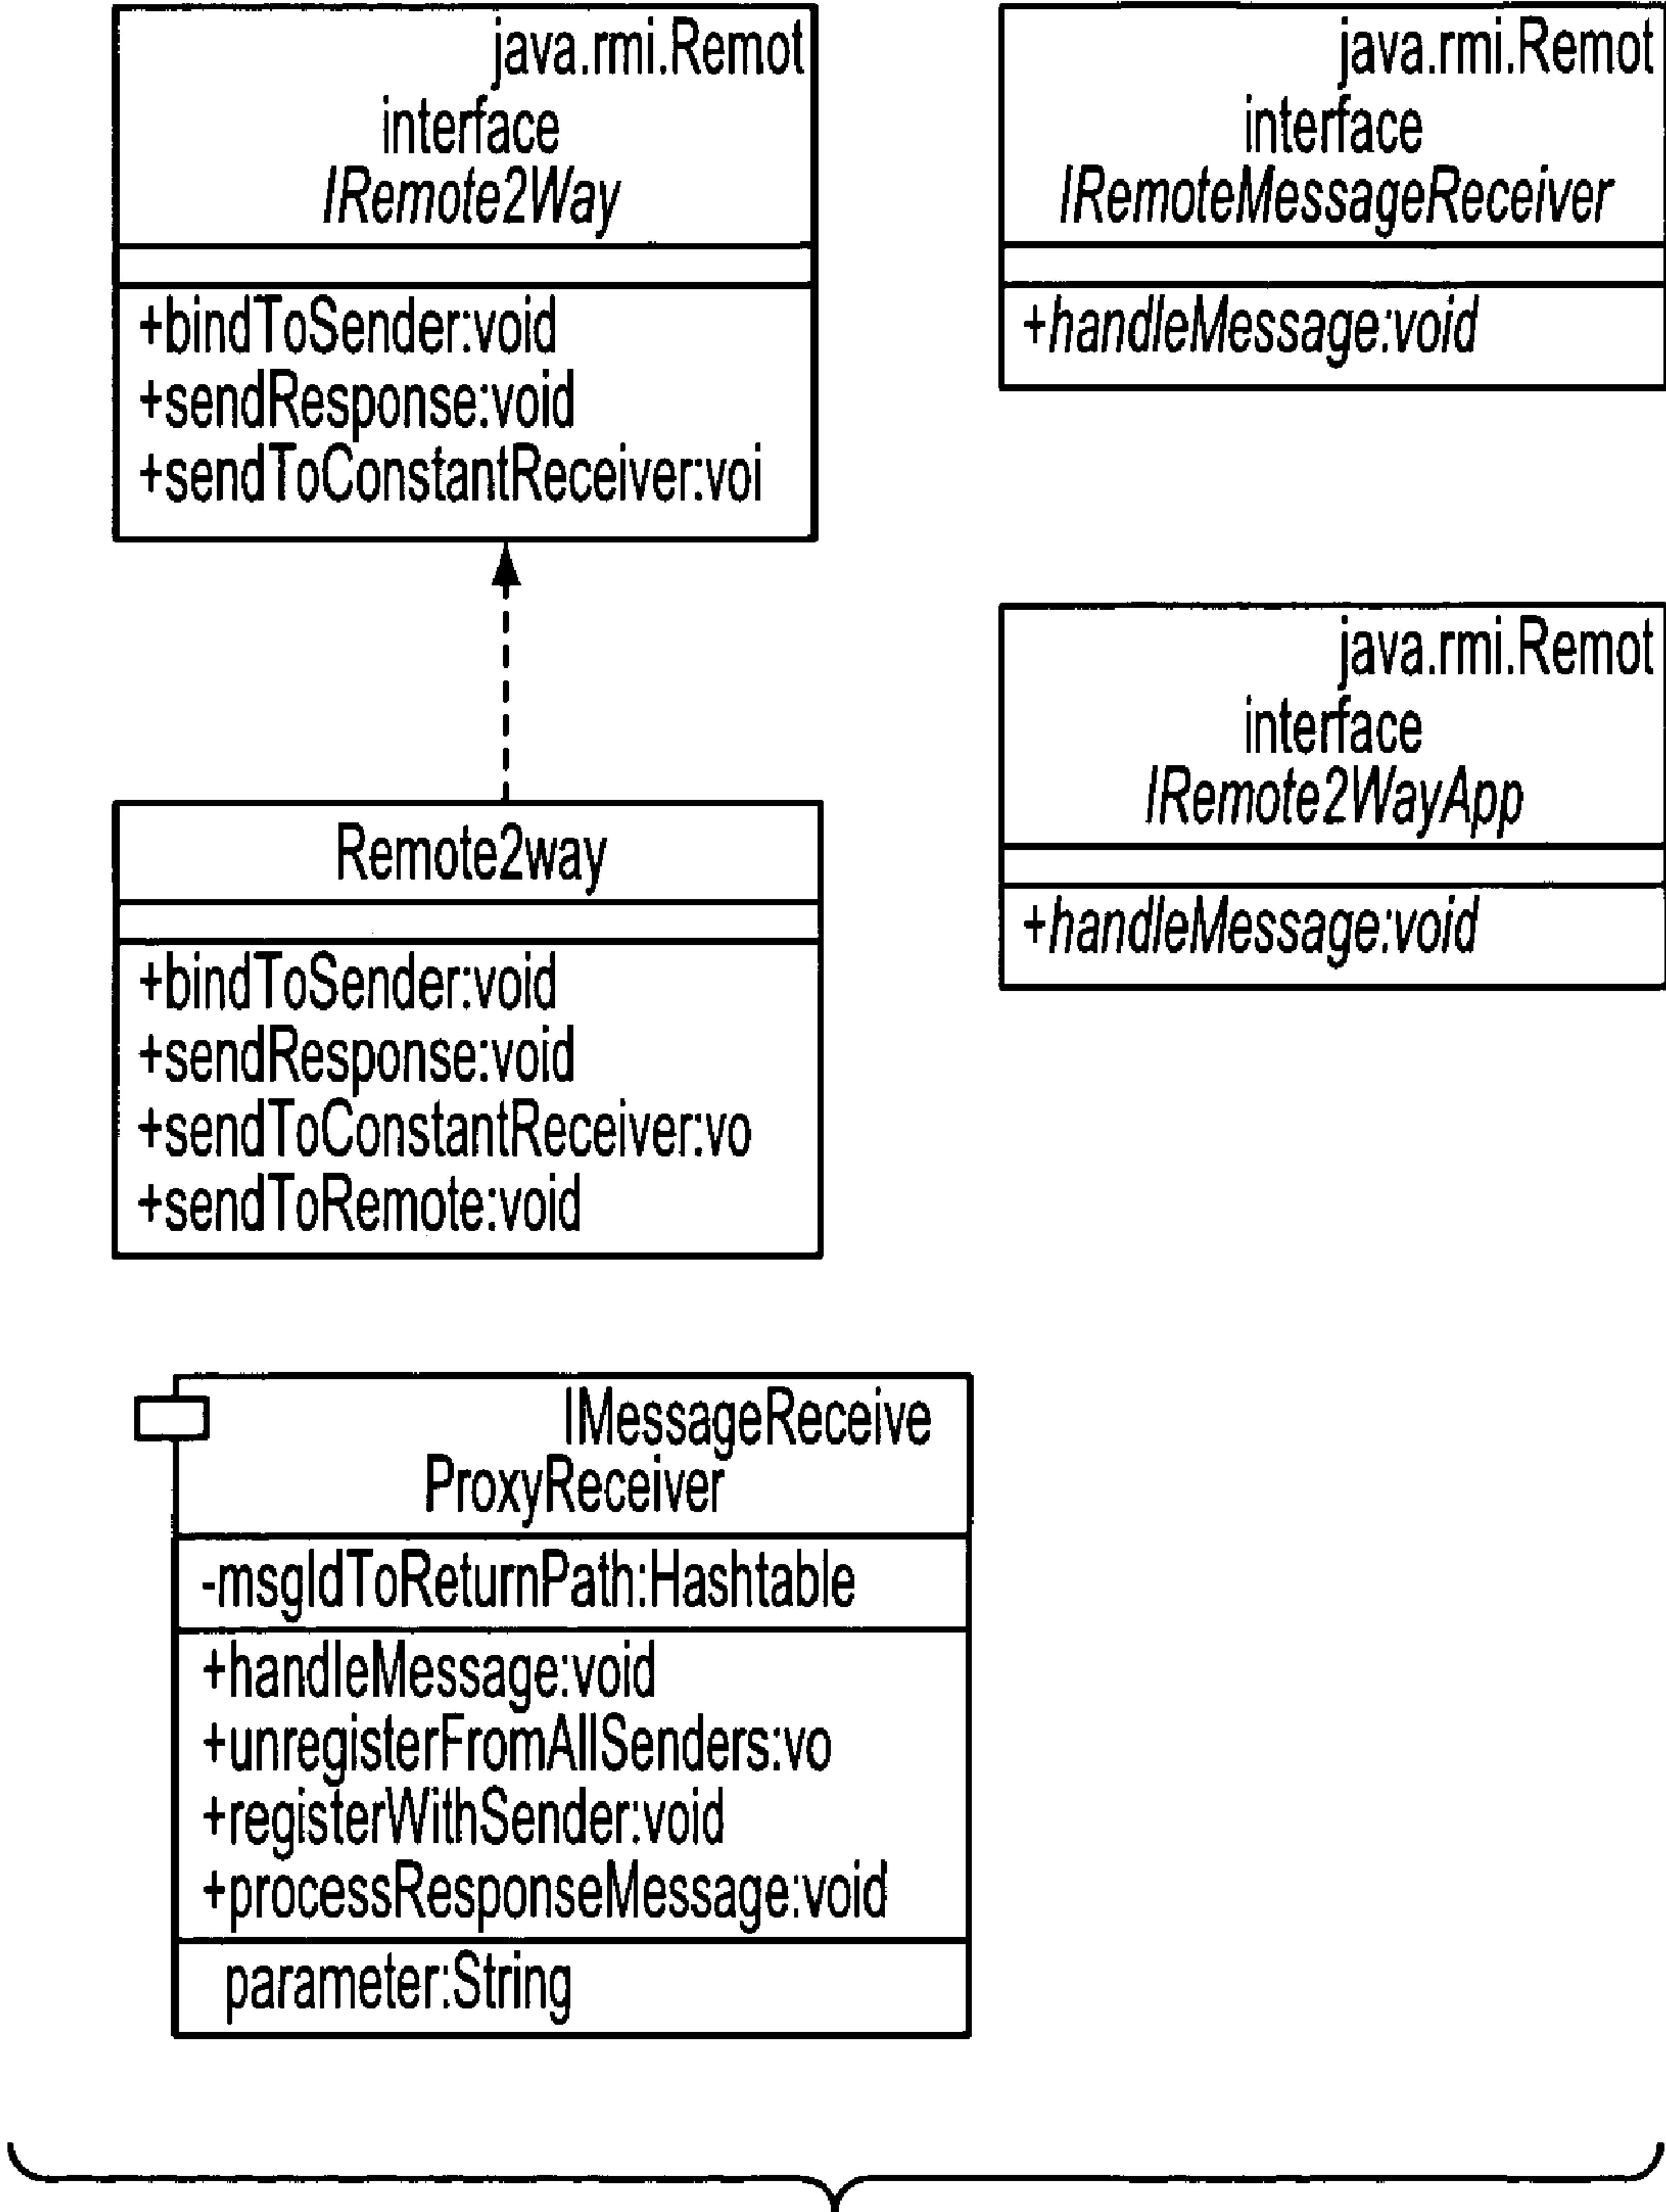 java.rmi.Remot
interface
IRemote2Way
+bindToSender:void
+sendResponse:void
+sendToConstantReceiver:voi
java.rmi.Remot
interface
IRemoteMessageReceiver
+handleMessage:void
java.rmi.Remot
interface
IRemote2WayApp
+handleMessage:void
Remote2way
+bindToSender:void
+sendResponse:void
+sendToConstantReceiver:vo
+sendToRemote:void
IMessageReceive
ProxyReceiver
-msgIdToReturnPath:Hashtable
+handleMessage:void
+unregisterFromAllSenders:vo
+registerWithSender:void
+processResponseMessage:void
parameter:String